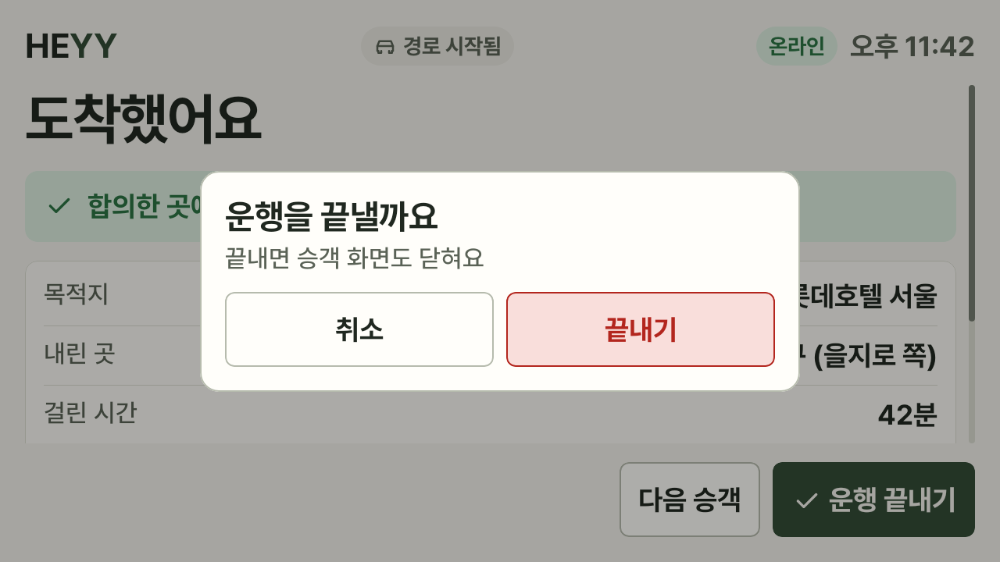 HEYY
경로 시작됨
온라인
오후 11:42
도착했어요
합의한 곳에
운행을 끝낼까요
끝내면 승객 화면도 닫혀요
취소
끝내기
목적지
롯데호텔 서울
내린 곳
(을지로 쪽)
걸린 시간
42분
다음 승객
운행 끝내기